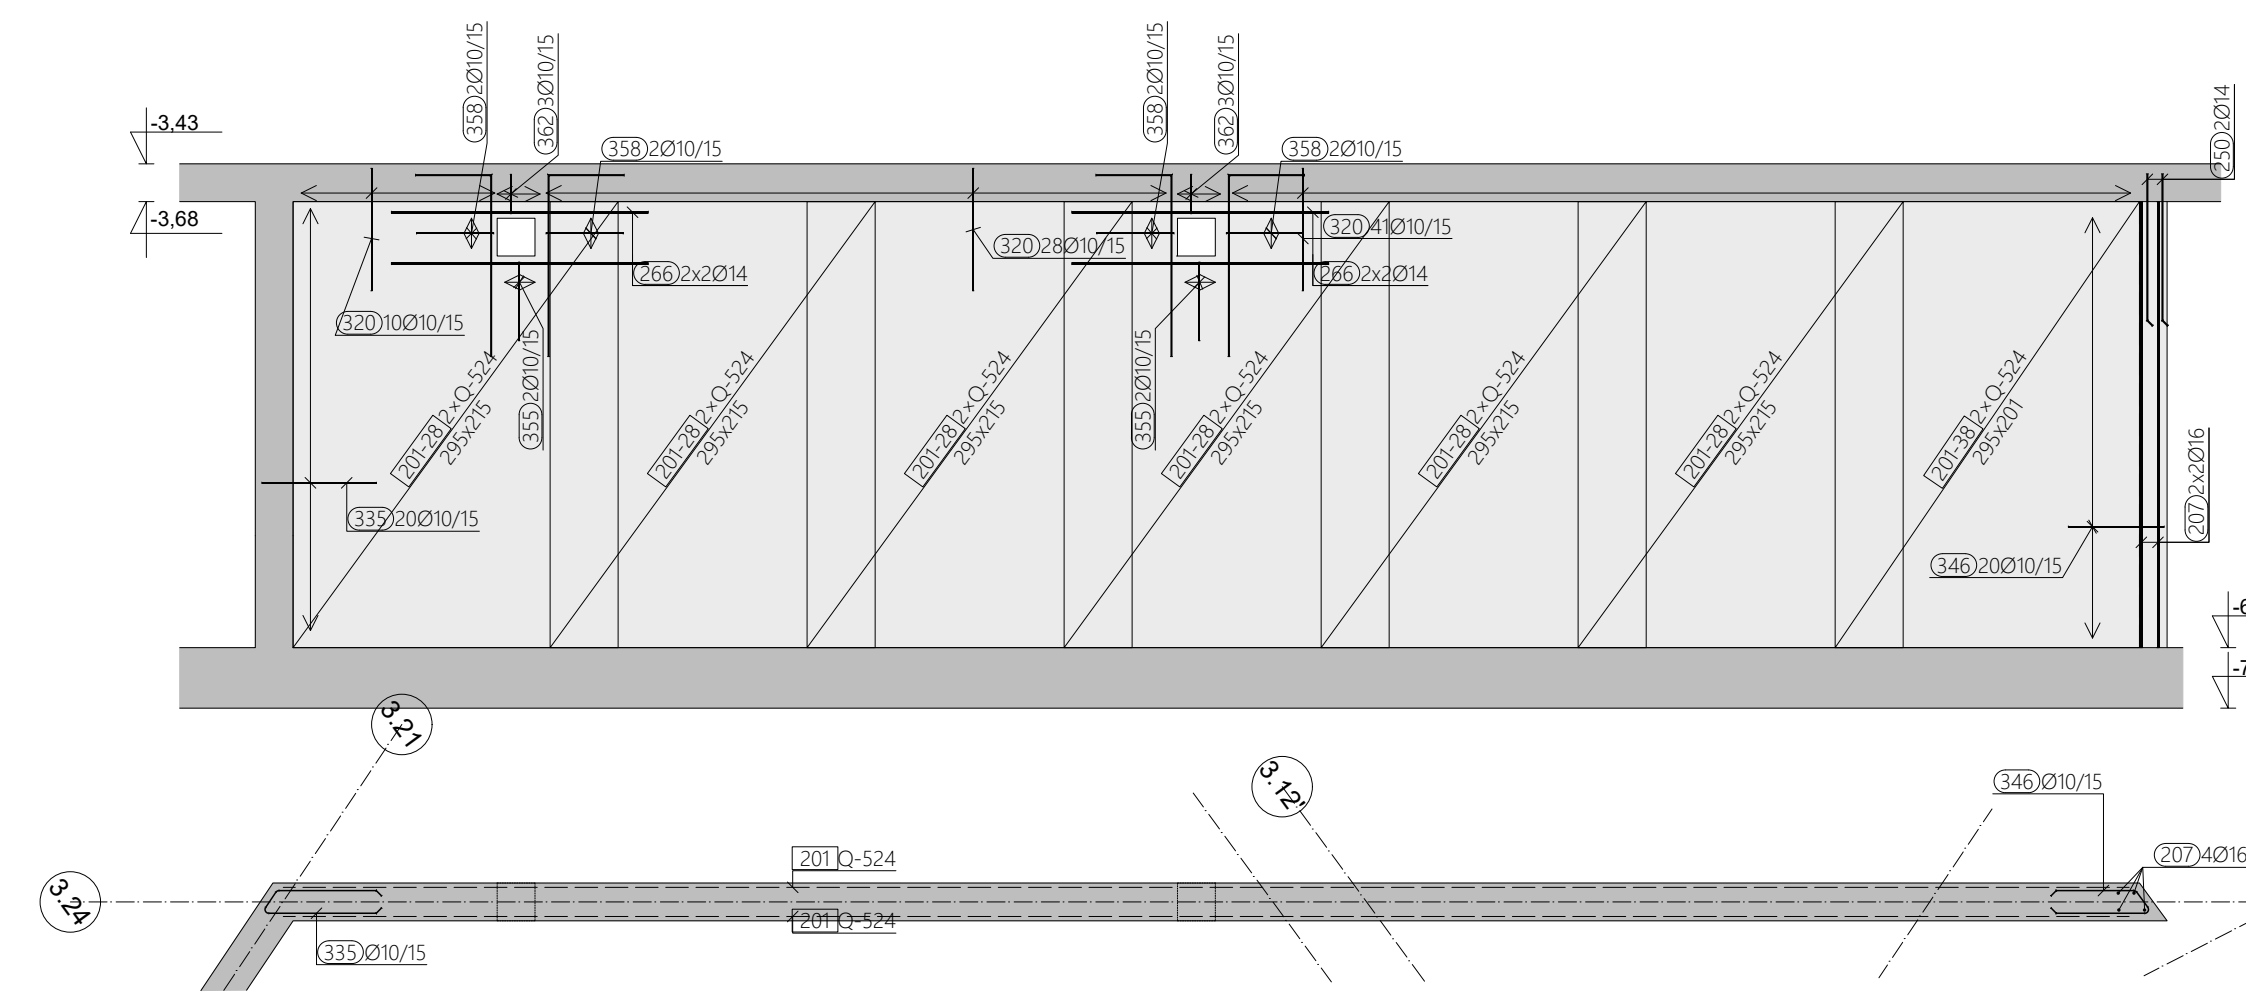 358 2Ø10/15
362 3Ø10/15
358 2Ø10/15
362 3Ø10/15
250 2Ø14
-3,43
358 2Ø10/15
358 2Ø10/15
-3,68
320 28Ø10/15
320 41Ø10/15
266 2x2Ø14
266 2x2Ø14
320 10Ø10/15
355 2Ø10/15
355 2Ø10/15
201-28 2×Q-524
295x215
201-28 2×Q-524
295x215
201-28 2×Q-524
295x215
201-28 2×Q-524
295x215
201-28 2×Q-524
295x215
201-28 2×Q-524
295x215
201-38 2×Q-524
295x201
207 2x2Ø16
335 20Ø10/15
346 20Ø10/15
-6
-7
3.21
3.12'
346 Ø10/15
201 Q-524
207 4Ø16
3.24
201 Q-524
335 Ø10/15